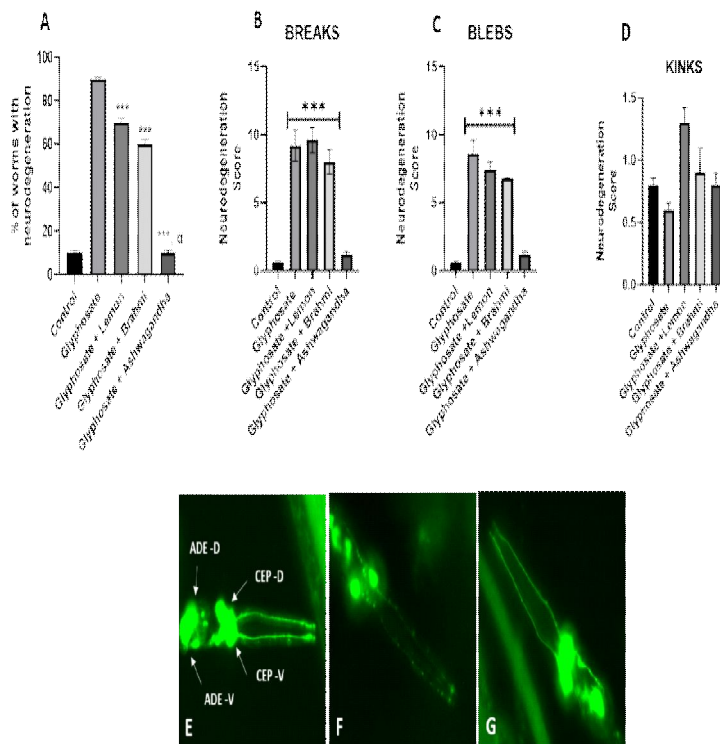 A
B
BREAKS
C
BLEBS
D
KINKS
% of worms with
neurodegeneration
100
80
60
40
20
0
***
***
***
α
Control
Glyphosate
Glyphosate + Lemon
Glyphosate + Brahmi
Glyphosate + Ashwagandha
Neurodegeneration
Score
15
10
5
0
***
Control
Glyphosate
Glyphosate +Lemon
Glyphosate + Brahmi
Glyphosate + Ashwagandha
Neurodegeneration
Score
15
10
5
0
***
Control
Glyphosate
Glyphosate + Lemon
Glyphosate + Brahmi
Glyphosate + Ashwagandha
Neurodegeneration
Score
1.5
1.0
0.5
0.0
Control
Glyphosate
Glyphosate +Lemon
Glyphosate + Brahmi
Glyphosate + Ashwagandha
ADE -D
CEP -D
ADE -V
CEP -V
E
F
G